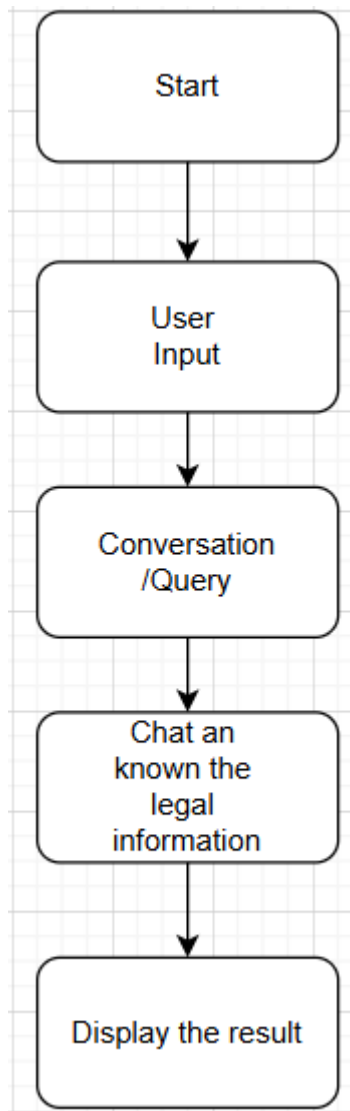 Start
User
Input
Conversation
/Query
Chat an
known the
legal
information
Display the result